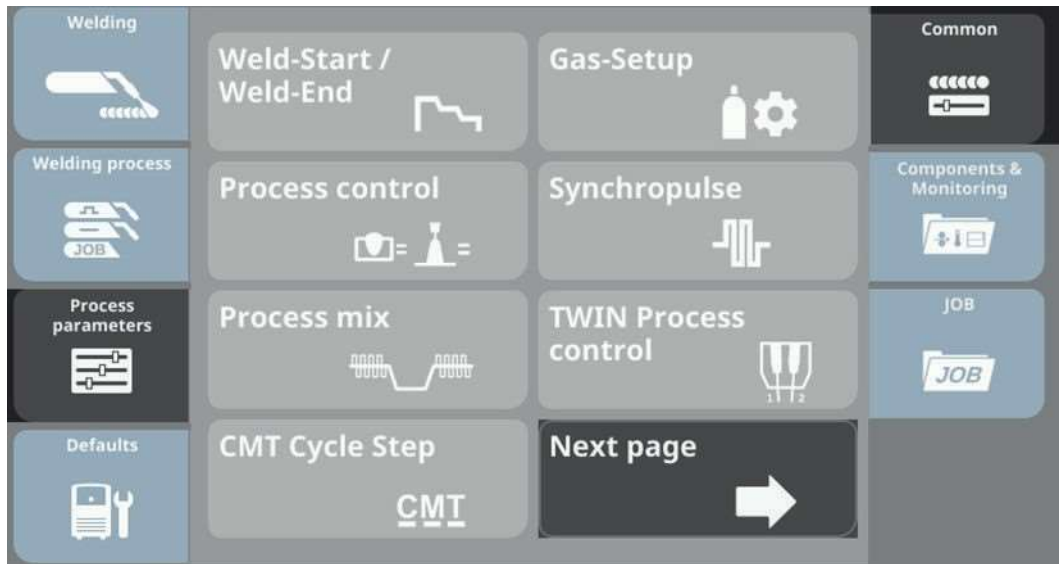 Welding
Welding process
JOB
Process
parameters
Defaults
Weld-Start /
Weld-End
Gas-Setup
Process control
Synchropulse
Process mix
TWIN Process
control
1 2
CMT Cycle Step
CMT
Next page
Common
Components &
Monitoring
JOB
JOB